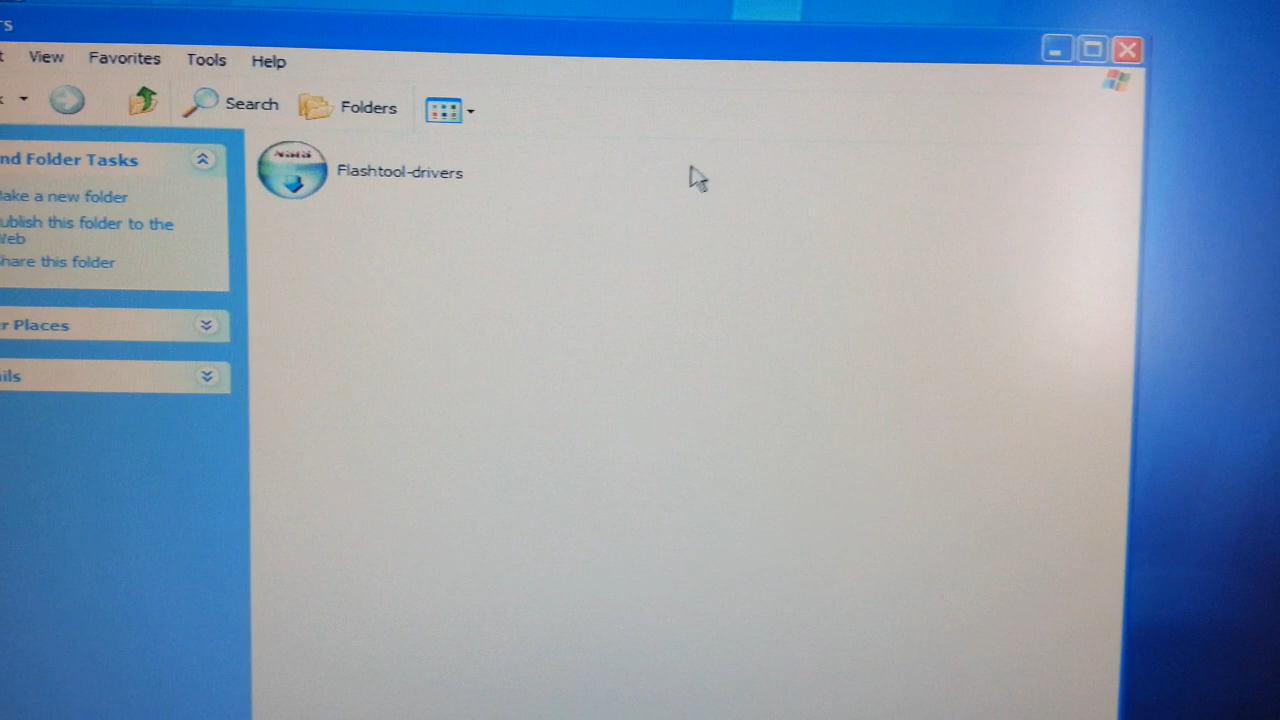 View Favorites Tools Help
Search Folders
nd Folder Tasks
ake a new folder
ublish this folder to the
Web
hare this folder
r Places
ils
Flashtool-drivers